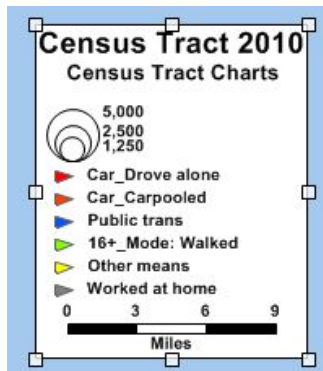 Census Tract 2010
Census Tract Charts
5,000
2,500
1,250
Car_Drove alone
Car_Carpooled
Public trans
16+_Mode: Walked
Other means
Worked at home
0 3 6 9
Miles